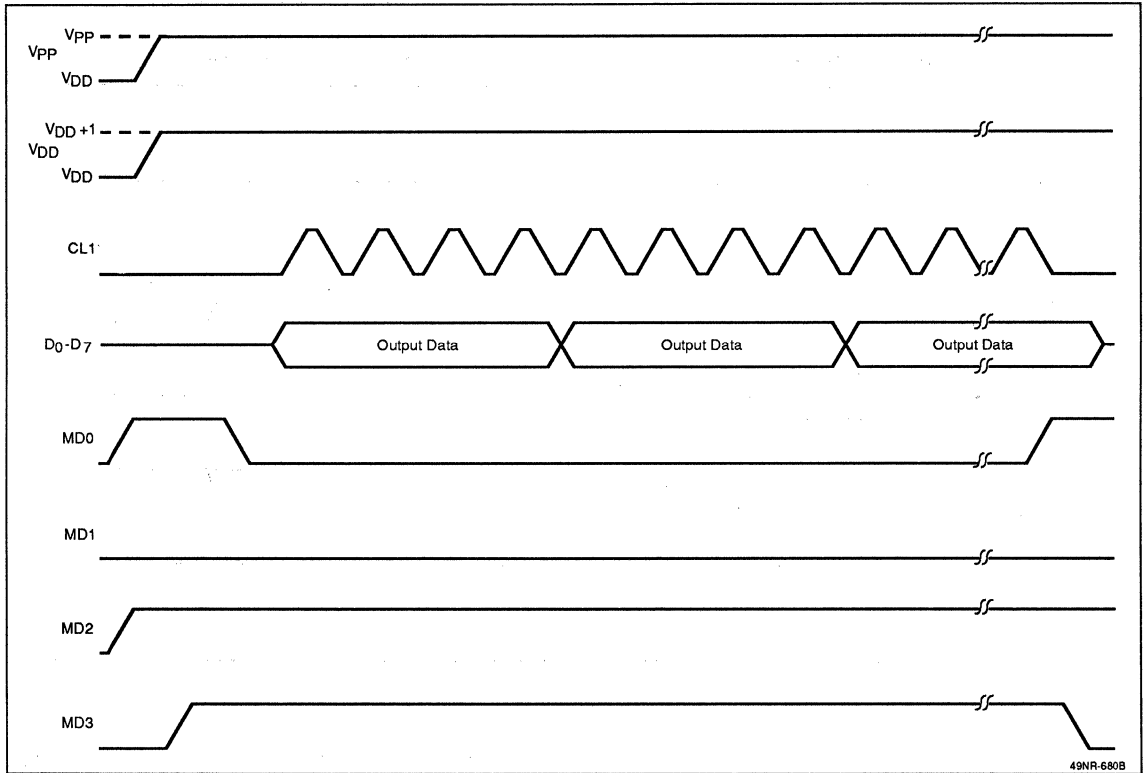 VPP
VPP
VDD
VDD +1
VDD
VDD
CL1
D0-D7
Output Data
Output Data
Output Data
MD0
MD1
MD2
MD3
49NR-680B